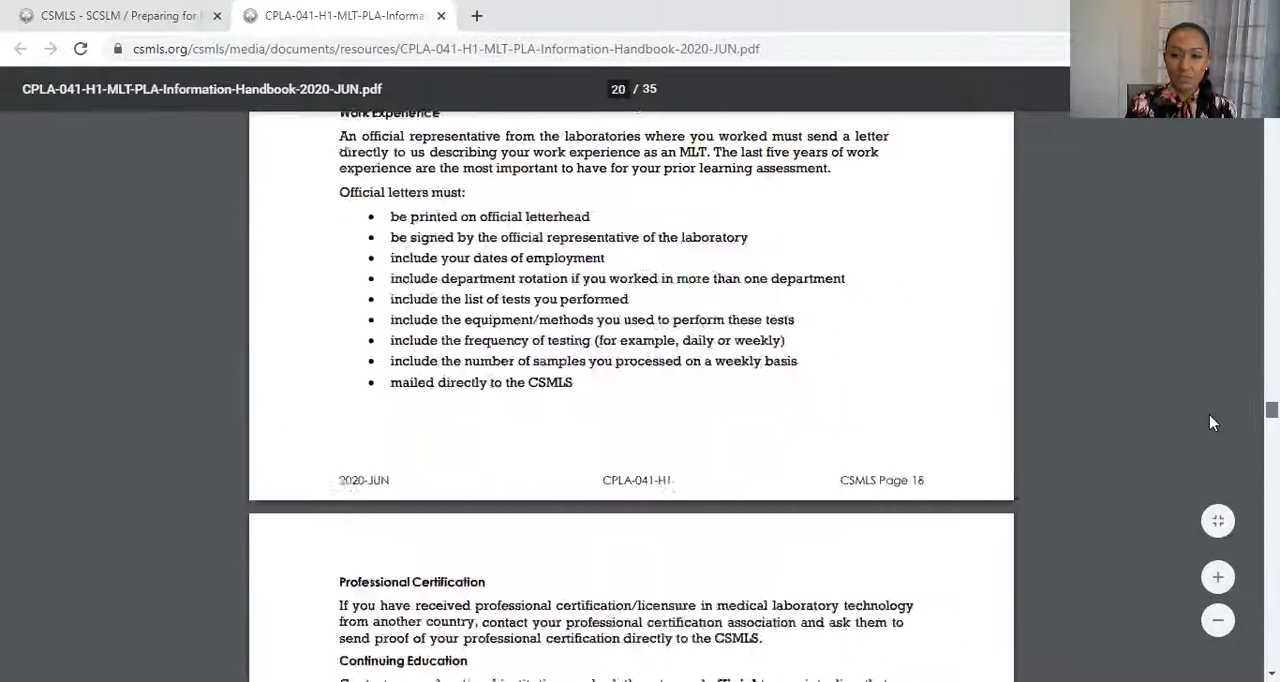 CSMLS - SCSLM / Preparing for
CPLA-041-H1-MLT-PLA-Informa
csmls.org/csmls/media/documents/resources/CPLA-041-H1-MLT-PLA-Information-Handbook-2020-JUN.pdf
CPLA-041-H1-MLT-PLA-Information-Handbook-2020-JUN.pdf
20 / 35
Work Experience
An official representative from the laboratories where you worked must send a letter
directly to us describing your work experience as an MLT. The last five years of work
experience are the most important to have for your prior learning assessment.
Official letters must:
• be printed on official letterhead
• be signed by the official representative of the laboratory
• include your dates of employment
• include department rotation if you worked in more than one department
• include the list of tests you performed
• include the equipment/methods you used to perform these tests
• include the frequency of testing (for example, daily or weekly)
• include the number of samples you processed on a weekly basis
• mailed directly to the CSMLS
2020-JUN
CPLA-041-H1
CSMLS Page 18
Professional Certification
If you have received professional certification/licensure in medical laboratory technology
from another country, contact your professional certification association and ask them to
send proof of your professional certification directly to the CSMLS.
Continuing Education